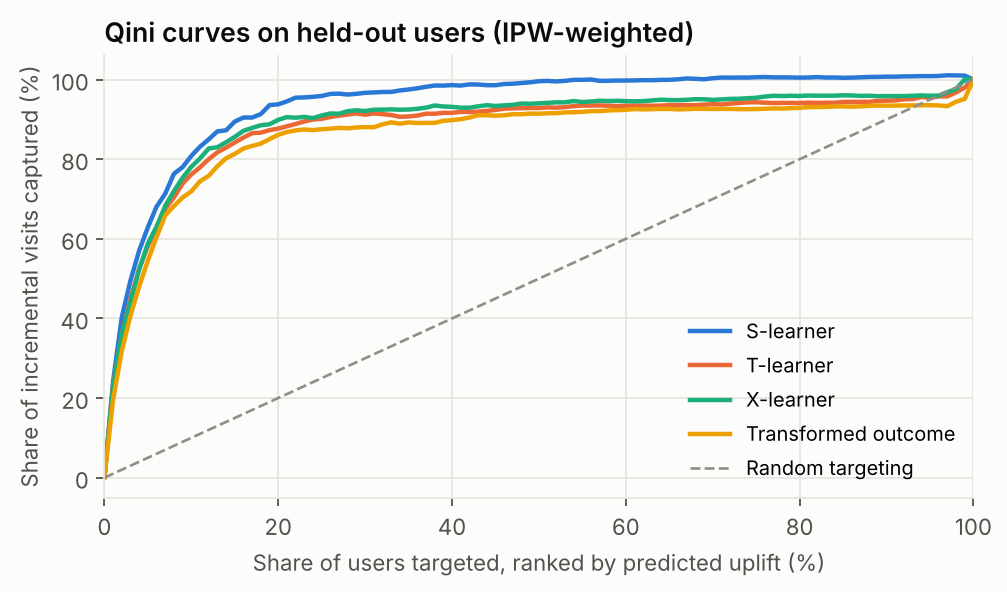 Qini curves on held-out users (IPW-weighted)
Share of incremental visits captured (%)
100
80
60
40
20
0
S-learner
T-learner
X-learner
Transformed outcome
Random targeting
0 20 40 60 80 100
Share of users targeted, ranked by predicted uplift (%)